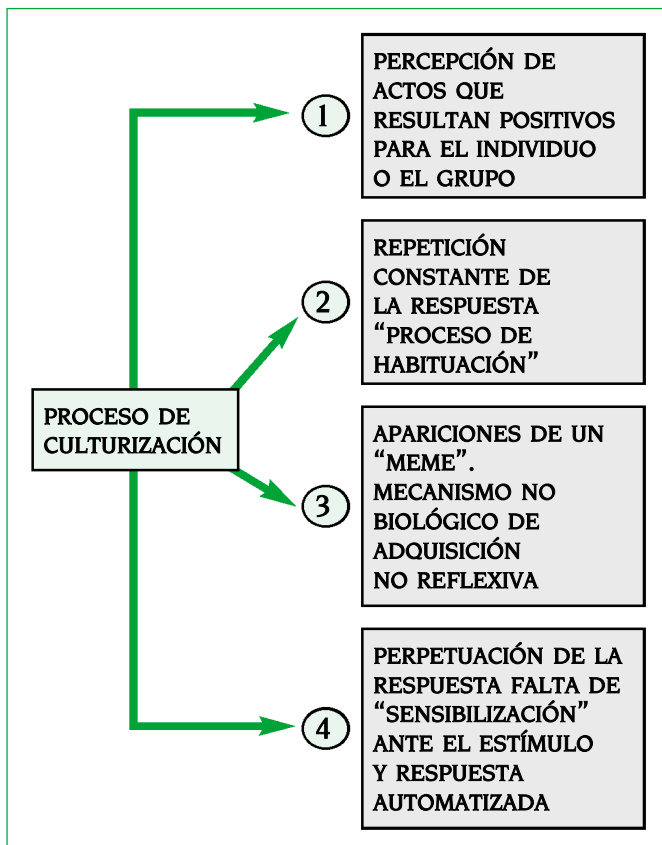 PROCESO DE
CULTURIZACIÓN
1
PERCEPCIÓN DE
ACTOS QUE
RESULTAN POSITIVOS
PARA EL INDIVIDUO
O EL GRUPO
2
REPETICIÓN
CONSTANTE DE
LA RESPUESTA
“PROCESO DE
HABITUACIÓN”
3
APARICIONES DE UN
“MEME”.
MECANISMO NO
BIOLÓGICO DE
ADQUISICIÓN
NO REFLEXIVA
4
PERPETUACIÓN DE LA
RESPUESTA FALTA DE
“SENSIBILIZACIÓN”
ANTE EL ESTÍMULO
Y RESPUESTA
AUTOMATIZADA